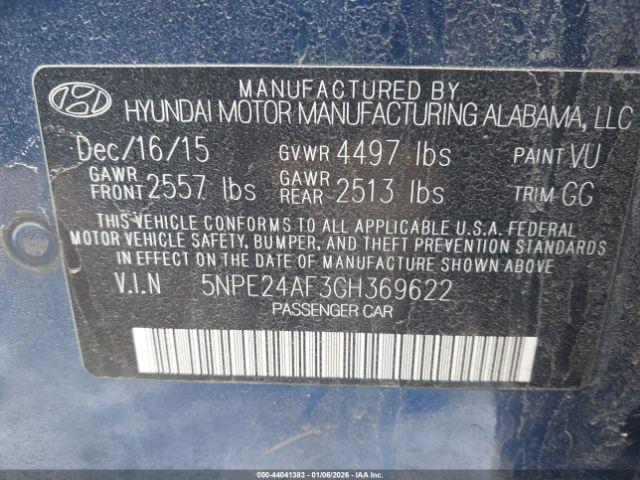 MANUFACTURED BY
HYUNDAI MOTOR MANUFACTURING ALABAMA, LLC
Dec/16/15 GVWR 4497 lbs PAINT VU
GAWR FRONT 2557 lbs GAWR REAR 2513 lbs TRIM GG
THIS VEHICLE CONFORMS TO ALL APPLICABLE U.S.A. FEDERAL
MOTOR VEHICLE SAFETY, BUMPER, AND THEFT PREVENTION STANDARDS
IN EFFECT ON THE DATE OF MANUFACTURE SHOWN ABOVE.
V.I.N 5NPE24AF3GH369622
PASSENGER CAR
000-44041383 | 01/06/2026 | IAA Inc.